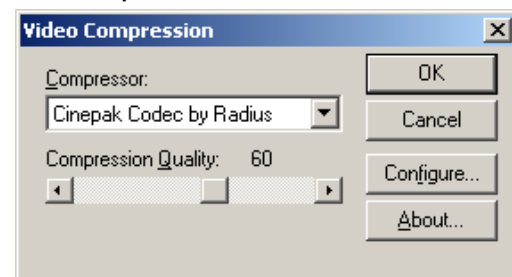 Video Compression
Compressor:
Cinepak Codec by Radius
Compression Quality: 60
OK
Cancel
Configure...
About...